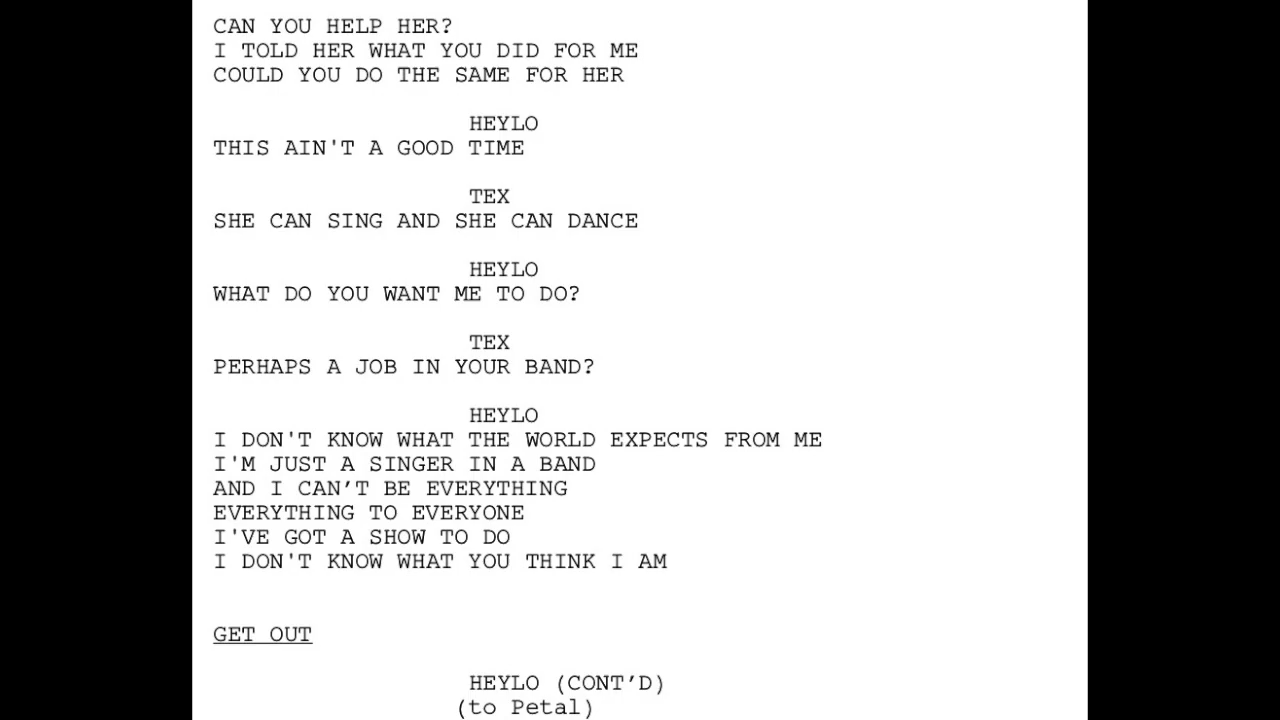 CAN YOU HELP HER?
I TOLD HER WHAT YOU DID FOR ME
COULD YOU DO THE SAME FOR HER
HEYLO
THIS AIN'T A GOOD TIME
TEX
SHE CAN SING AND SHE CAN DANCE
HEYLO
WHAT DO YOU WANT ME TO DO?
TEX
PERHAPS A JOB IN YOUR BAND?
HEYLO
I DON'T KNOW WHAT THE WORLD EXPECTS FROM ME
I'M JUST A SINGER IN A BAND
AND I CAN’T BE EVERYTHING
EVERYTHING TO EVERYONE
I'VE GOT A SHOW TO DO
I DON'T KNOW WHAT YOU THINK I AM
GET OUT
HEYLO (CONT’D)
(to Petal)